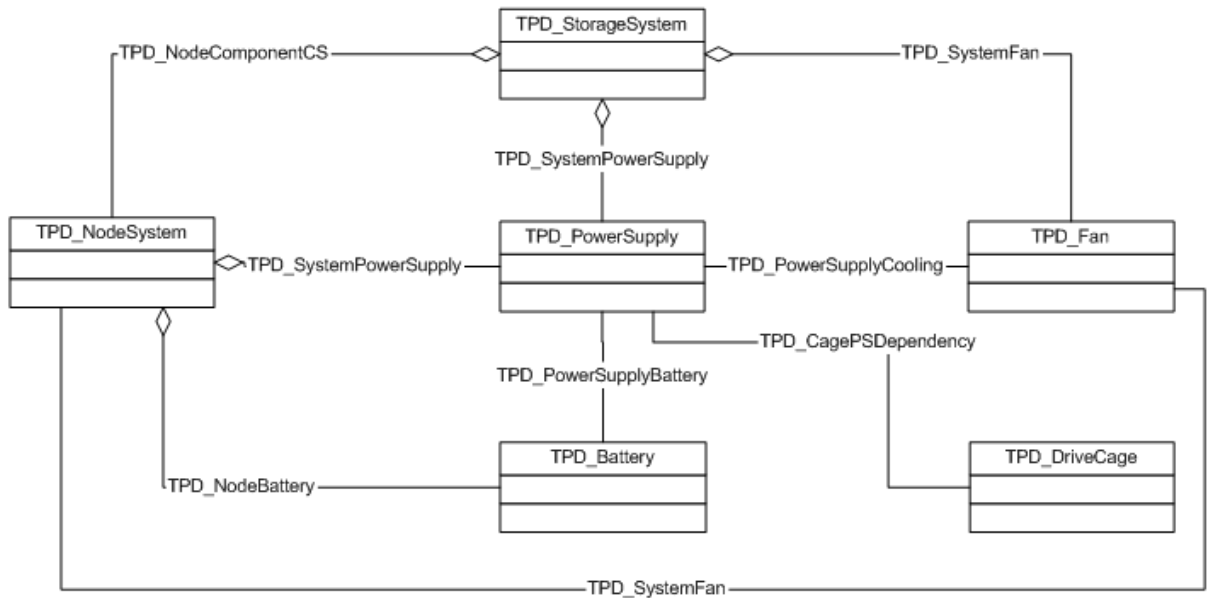 TPD_StorageSystem
TPD_NodeComponentCS
TPD_SystemFan
TPD_SystemPowerSupply
TPD_NodeSystem
TPD_PowerSupply
TPD_Fan
TPD_SystemPowerSupply
TPD_PowerSupplyCooling
TPD_CagePSDependency
TPD_PowerSupplyBattery
TPD_Battery
TPD_DriveCage
TPD_NodeBattery
TPD_SystemFan